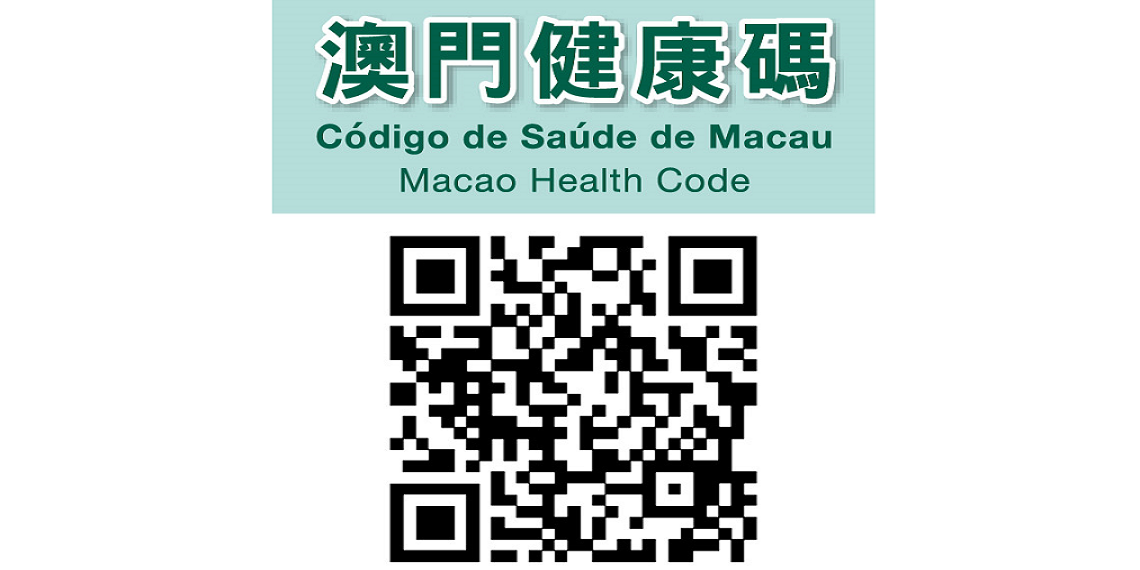 澳門健康碼
Código de Saúde de Macau
Macao Health Code